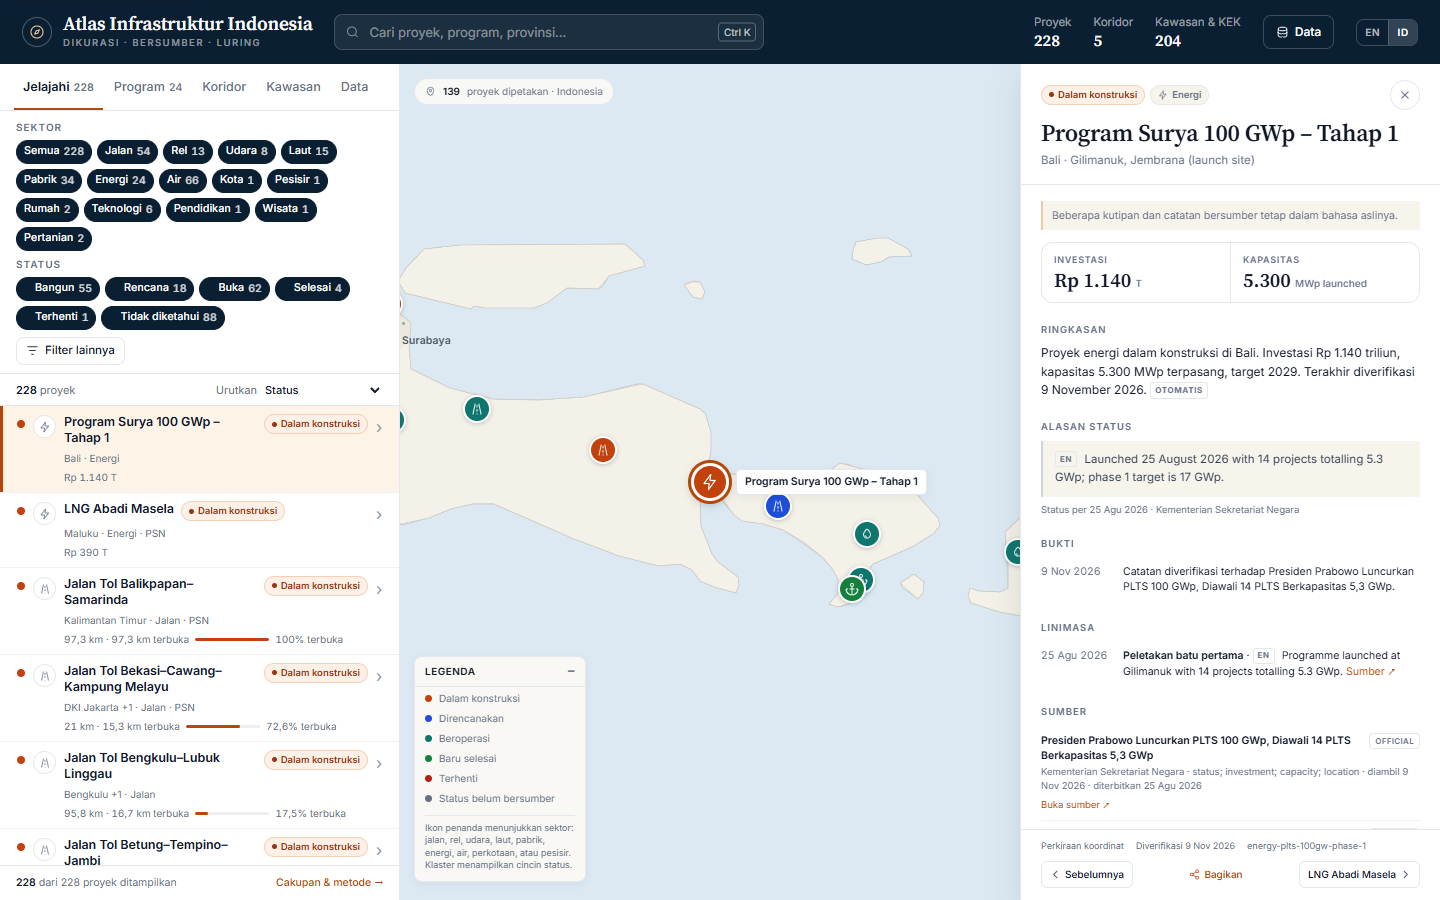 Atlas Infrastruktur Indonesia
DIKURASI · BERSUMBER · LURING
Cari proyek, program, provinsi...
Ctrl K
Proyek
228
Koridor
5
Kawasan & KEK
204
Data
EN
ID
Jelajahi 228
Program 24
Koridor
Kawasan
Data
SEKTOR
Semua 228
Jalan 54
Rel 13
Udara 8
Laut 15
Pabrik 34
Energi 24
Air 66
Kota 1
Pesisir 1
Rumah 2
Teknologi 6
Pendidikan 1
Wisata 1
Pertanian 2
STATUS
Bangun 55
Rencana 18
Buka 62
Selesai 4
Terhenti 1
Tidak diketahui 88
Filter lainnya
228 proyek
Urutkan Status
Program Surya 100 GWp –
Tahap 1
Dalam konstruksi
Bali · Energi
Rp 1.140 T
LNG Abadi Masela
Dalam konstruksi
Maluku · Energi · PSN
Rp 390 T
Jalan Tol Balikpapan–
Samarinda
Dalam konstruksi
Kalimantan Timur · Jalan · PSN
97,3 km · 97,3 km terbuka
100% terbuka
Jalan Tol Bekasi–Cawang–
Kampung Melayu
Dalam konstruksi
DKI Jakarta +1 · Jalan · PSN
21 km · 15,3 km terbuka
72,6% terbuka
Jalan Tol Bengkulu–Lubuk
Linggau
Dalam konstruksi
Bengkulu +1 · Jalan
95,8 km · 16,7 km terbuka
17,5% terbuka
Jalan Tol Betung–Tempino–
Jambi
Dalam konstruksi
228 dari 228 proyek ditampilkan
Cakupan & metode →
139 proyek dipetakan · Indonesia
Surabaya
Program Surya 100 GWp – Tahap 1
LEGENDA
Dalam konstruksi
Direncanakan
Beroperasi
Baru selesai
Terhenti
Status belum bersumber
Ikon penanda menunjukkan sektor:
jalan, rel, udara, laut, pabrik,
energi, air, perkotaan, atau pesisir.
Klaster menampilkan cincin status.
Dalam konstruksi
Energi
Program Surya 100 GWp – Tahap 1
Bali · Gilimanuk, Jembrana (launch site)
Beberapa kutipan dan catatan bersumber tetap dalam bahasa aslinya.
INVESTASI
Rp 1.140 T
KAPASITAS
5.300 MWp launched
RINGKASAN
Proyek energi dalam konstruksi di Bali. Investasi Rp 1.140 triliun,
kapasitas 5.300 MWp terpasang, target 2029. Terakhir diverifikasi
9 November 2026. OTOMATIS
ALASAN STATUS
EN Launched 25 August 2026 with 14 projects totalling 5.3
GWp; phase 1 target is 17 GWp.
Status per 25 Agu 2026 · Kementerian Sekretariat Negara
BUKTI
9 Nov 2026
Catatan diverifikasi terhadap Presiden Prabowo Luncurkan
PLTS 100 GWp, Diawali 14 PLTS Berkapasitas 5,3 GWp.
LINIMASA
25 Agu 2026
Peletakan batu pertama · EN Programme launched at
Gilimanuk with 14 projects totalling 5.3 GWp. Sumber ↗
SUMBER
Presiden Prabowo Luncurkan PLTS 100 GWp, Diawali 14 PLTS
Berkapasitas 5,3 GWp
OFFICIAL
Kementerian Sekretariat Negara · status; investment; capacity; location · diambil 9
Nov 2026 · diterbitkan 25 Agu 2026
Buka sumber ↗
Perkiraan koordinat
Diverifikasi 9 Nov 2026
energy-plts-100gw-phase-1
Sebelumnya
Bagikan
LNG Abadi Masela